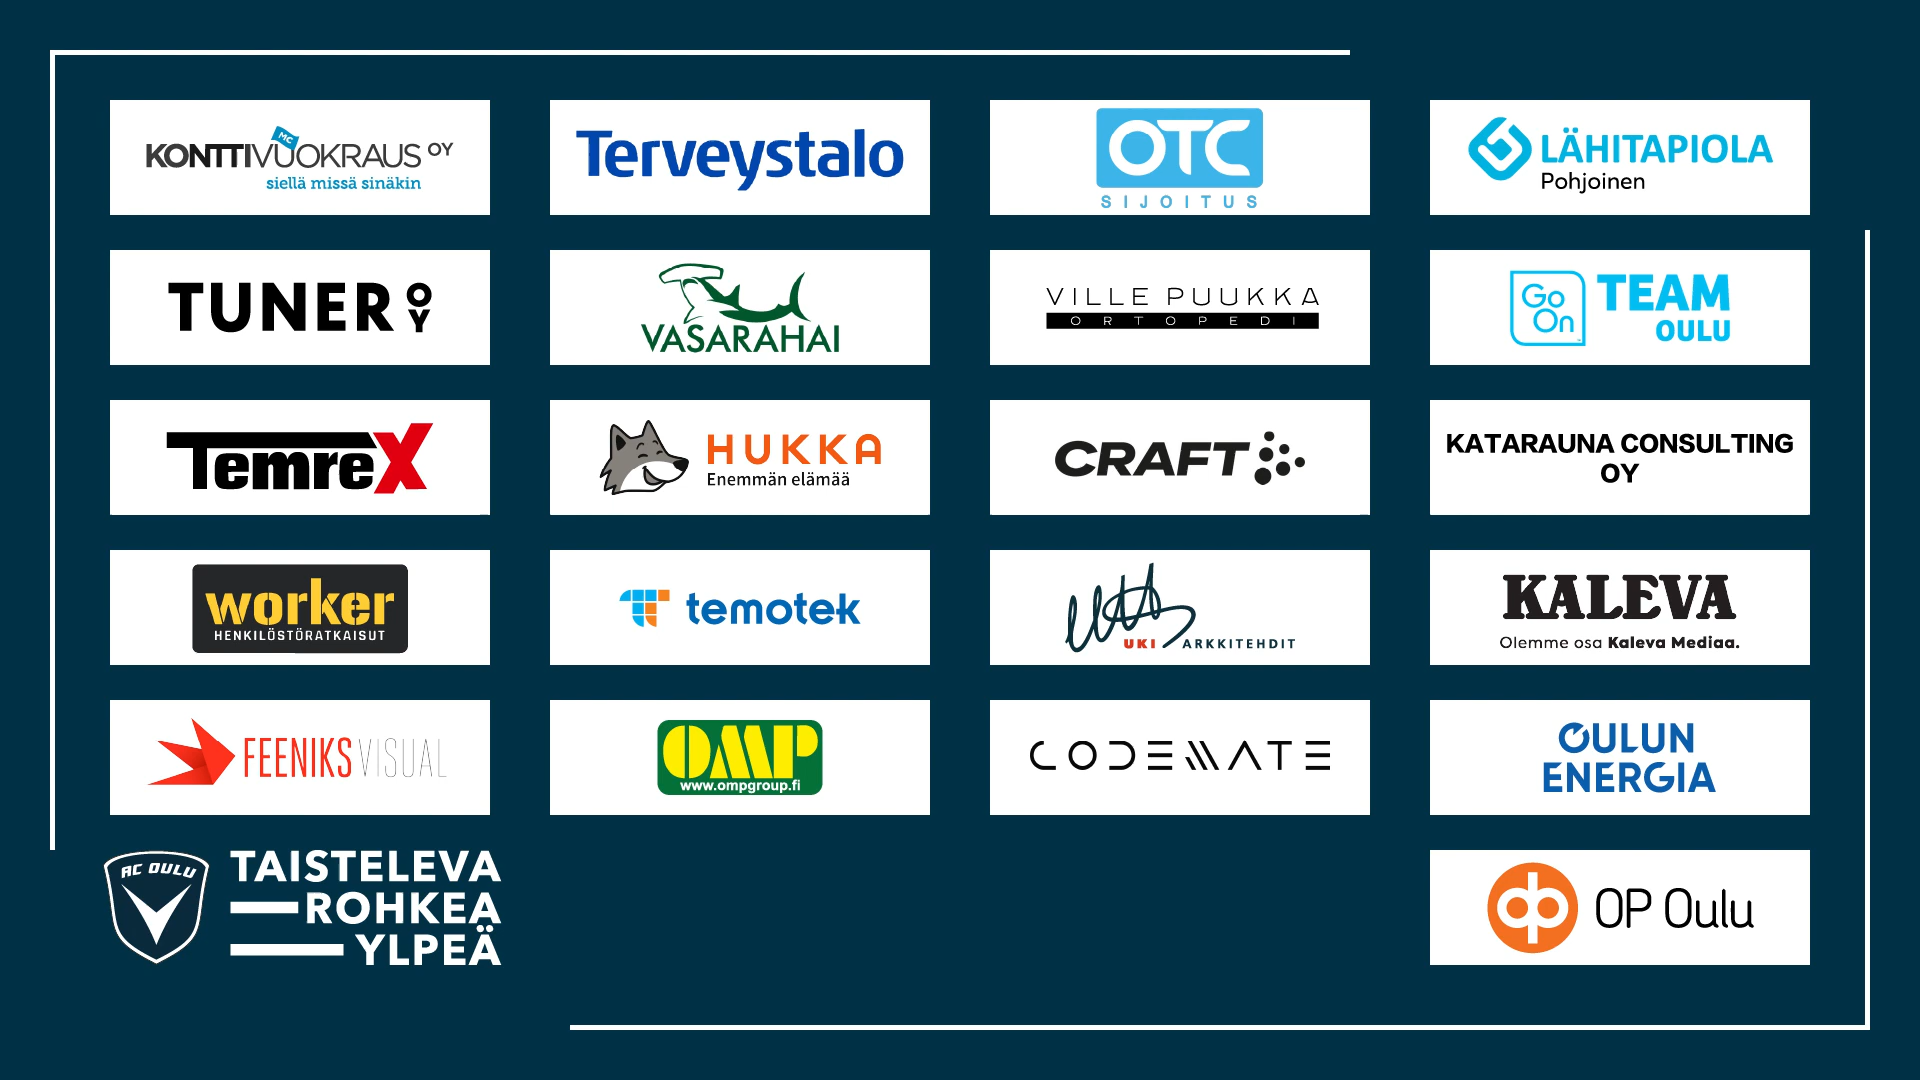 MC
KONTTIVUOKRAUS OY
siellä missä sinäkin
Terveystalo
OTC
SIJOITUS
LÄHITAPIOLA
Pohjoinen
TUNER OY
VASARAHAI
VILLE PUUKKA
ORTOPEDI
Go On
TEAM
OULU
TemreX
HUKKA
Enemmän elämää
CRAFT
KATARAUNA CONSULTING
OY
worker
HENKILÖSTÖRATKAISUT
temotek
UKI ARKKITEHDIT
KALEVA
Olemme osa Kaleva Mediaa.
FEENIKS VISUAL
OMP
www.ompgroup.fi
CODEMATE
OULUN
ENERGIA
AC OULU
TAISTELEVA
ROHKEA
YLPEÄ
OP Oulu